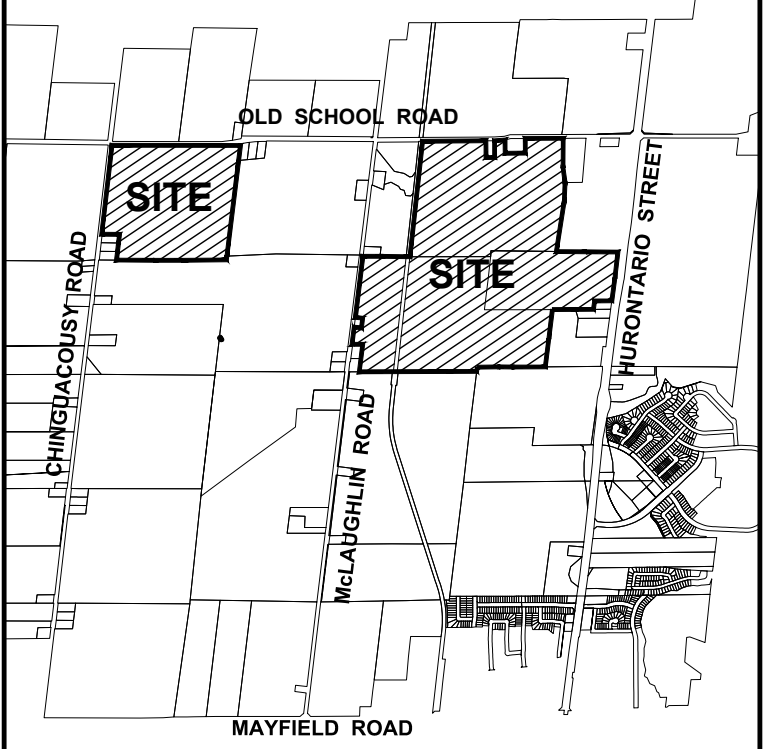 OLD SCHOOL ROAD
SITE
SITE
HURONTARIO STREET
CHINGUACOUSY ROAD
McLAUGHLIN ROAD
MAYFIELD ROAD